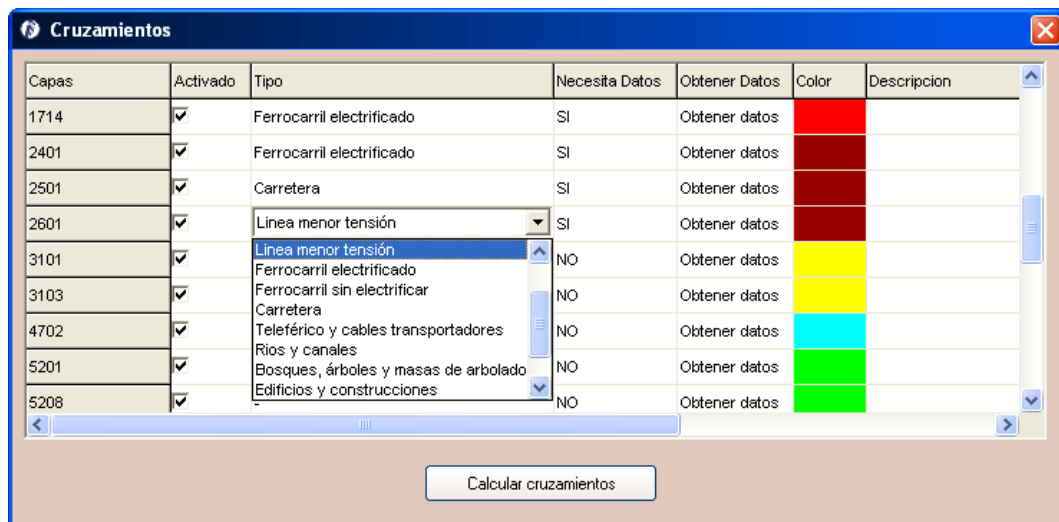 Cruzamientos
Capas Activado Tipo Necesita Datos Obtener Datos Color Descripcion
1714 Ferrocarril electrificado SI Obtener datos
2401 Ferrocarril electrificado SI Obtener datos
2501 Carretera SI Obtener datos
2601 Linea menor tensión SI Obtener datos
Linea menor tensión
Ferrocarril electrificado
Ferrocarril sin electrificar
Carretera
Teleférico y cables transportadores
Rios y canales
Bosques, árboles y masas de arbolado
Edificios y construcciones
3101 NO Obtener datos
3103 NO Obtener datos
4702 NO Obtener datos
5201 NO Obtener datos
5208 - NO Obtener datos
Calcular cruzamientos